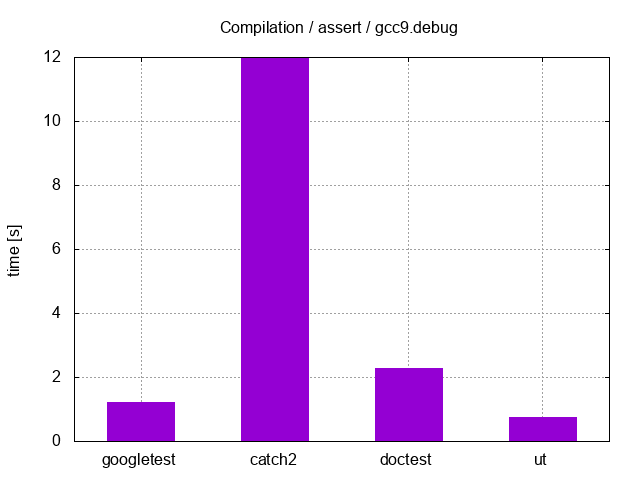 Compilation / assert / gcc9.debug
12
10
8
6
4
2
0
time [s]
googletest catch2 doctest ut